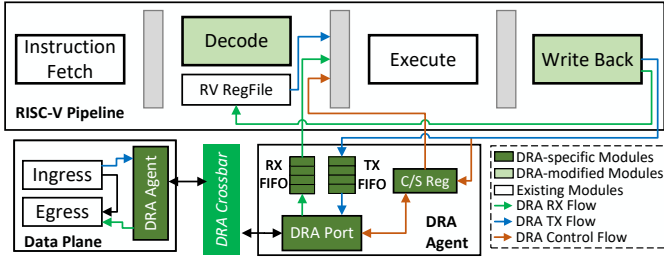 Instruction
Fetch
Decode
RV RegFile
Execute
Write Back
RISC-V Pipeline
Ingress
Egress
DRA Agent
Data Plane
DRA Crossbar
RX
FIFO
TX
FIFO
C/S Reg
DRA Port
DRA
Agent
DRA-specific Modules
DRA-modified Modules
Existing Modules
DRA RX Flow
DRA TX Flow
DRA Control Flow